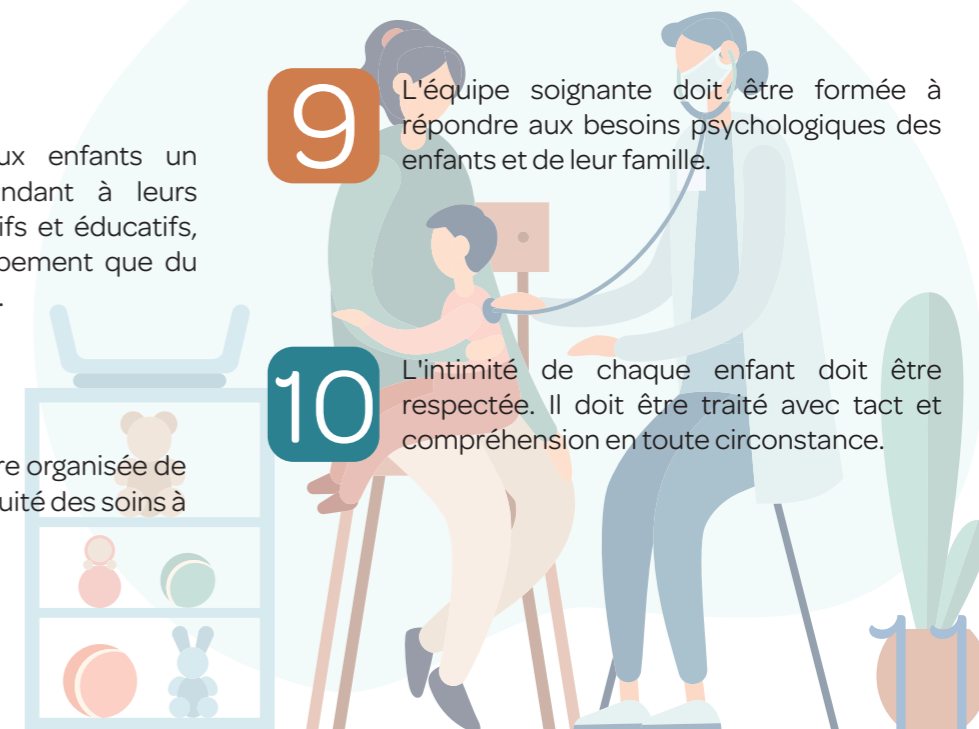 ux enfants un
ndant à leurs
ifs et éducatifs,
pement que du
.
re organisée de
uité des soins à
9
L'équipe soignante doit être formée à
répondre aux besoins psychologiques des
enfants et de leur famille.
10
L'intimité de chaque enfant doit être
respectée. Il doit être traité avec tact et
compréhension en toute circonstance.
11